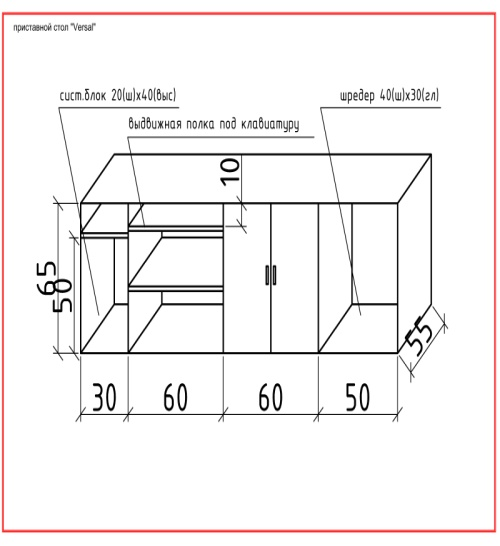 приставной стол "Versal"
сист.блок 20(ш)х40(выс)
шредер 40(ш)х30(гл)
выдвижная полка под клавиатуру
10
65
50
55
30 60 60 50